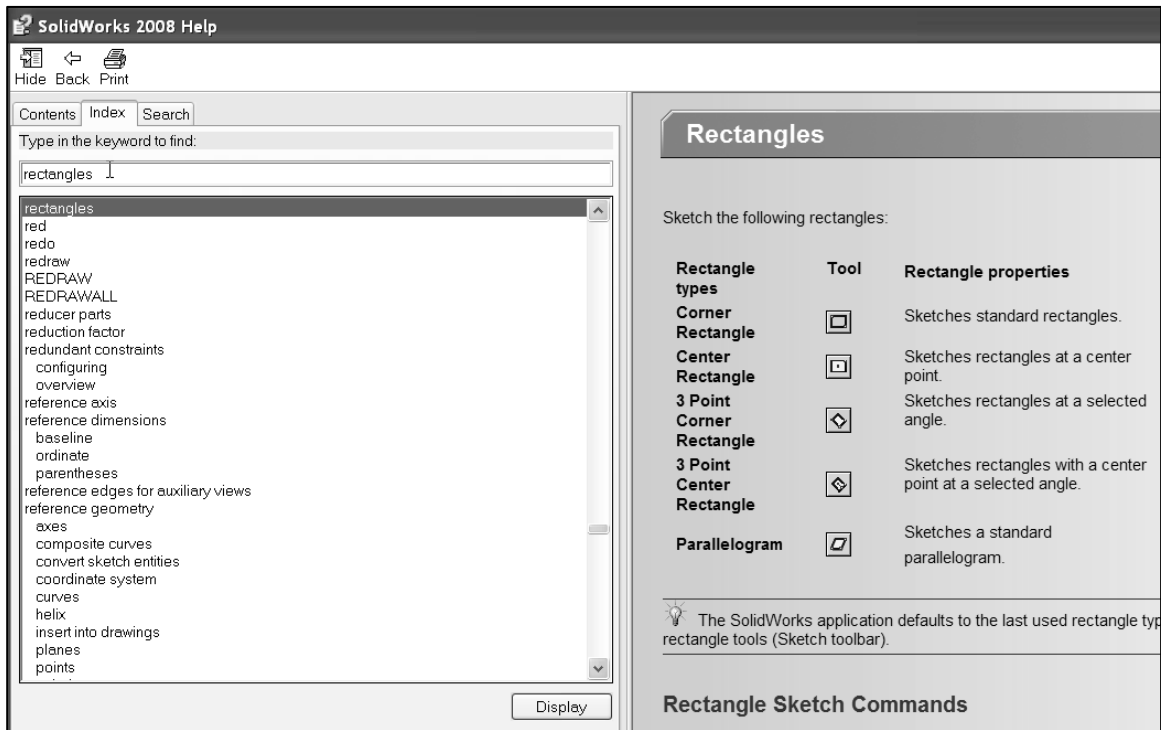 SolidWorks 2008 Help
Hide Back Print
Contents Index Search
Type in the keyword to find:
rectangles
rectangles
red
redo
redraw
REDRAW
REDRAWALL
reducer parts
reduction factor
redundant constraints
configuring
overview
reference axis
reference dimensions
baseline
ordinate
parentheses
reference edges for auxiliary views
reference geometry
axes
composite curves
convert sketch entities
coordinate system
curves
helix
insert into drawings
planes
points
Display
Rectangles
Sketch the following rectangles:
Rectangle types
Tool
Rectangle properties
Corner
Rectangle
Sketches standard rectangles.
Center
Rectangle
Sketches rectangles at a center
point.
3 Point
Corner
Rectangle
Sketches rectangles at a selected
angle.
3 Point
Center
Rectangle
Sketches rectangles with a center
point at a selected angle.
Parallelogram
Sketches a standard
parallelogram.
The SolidWorks application defaults to the last used rectangle typ
rectangle tools (Sketch toolbar).
Rectangle Sketch Commands